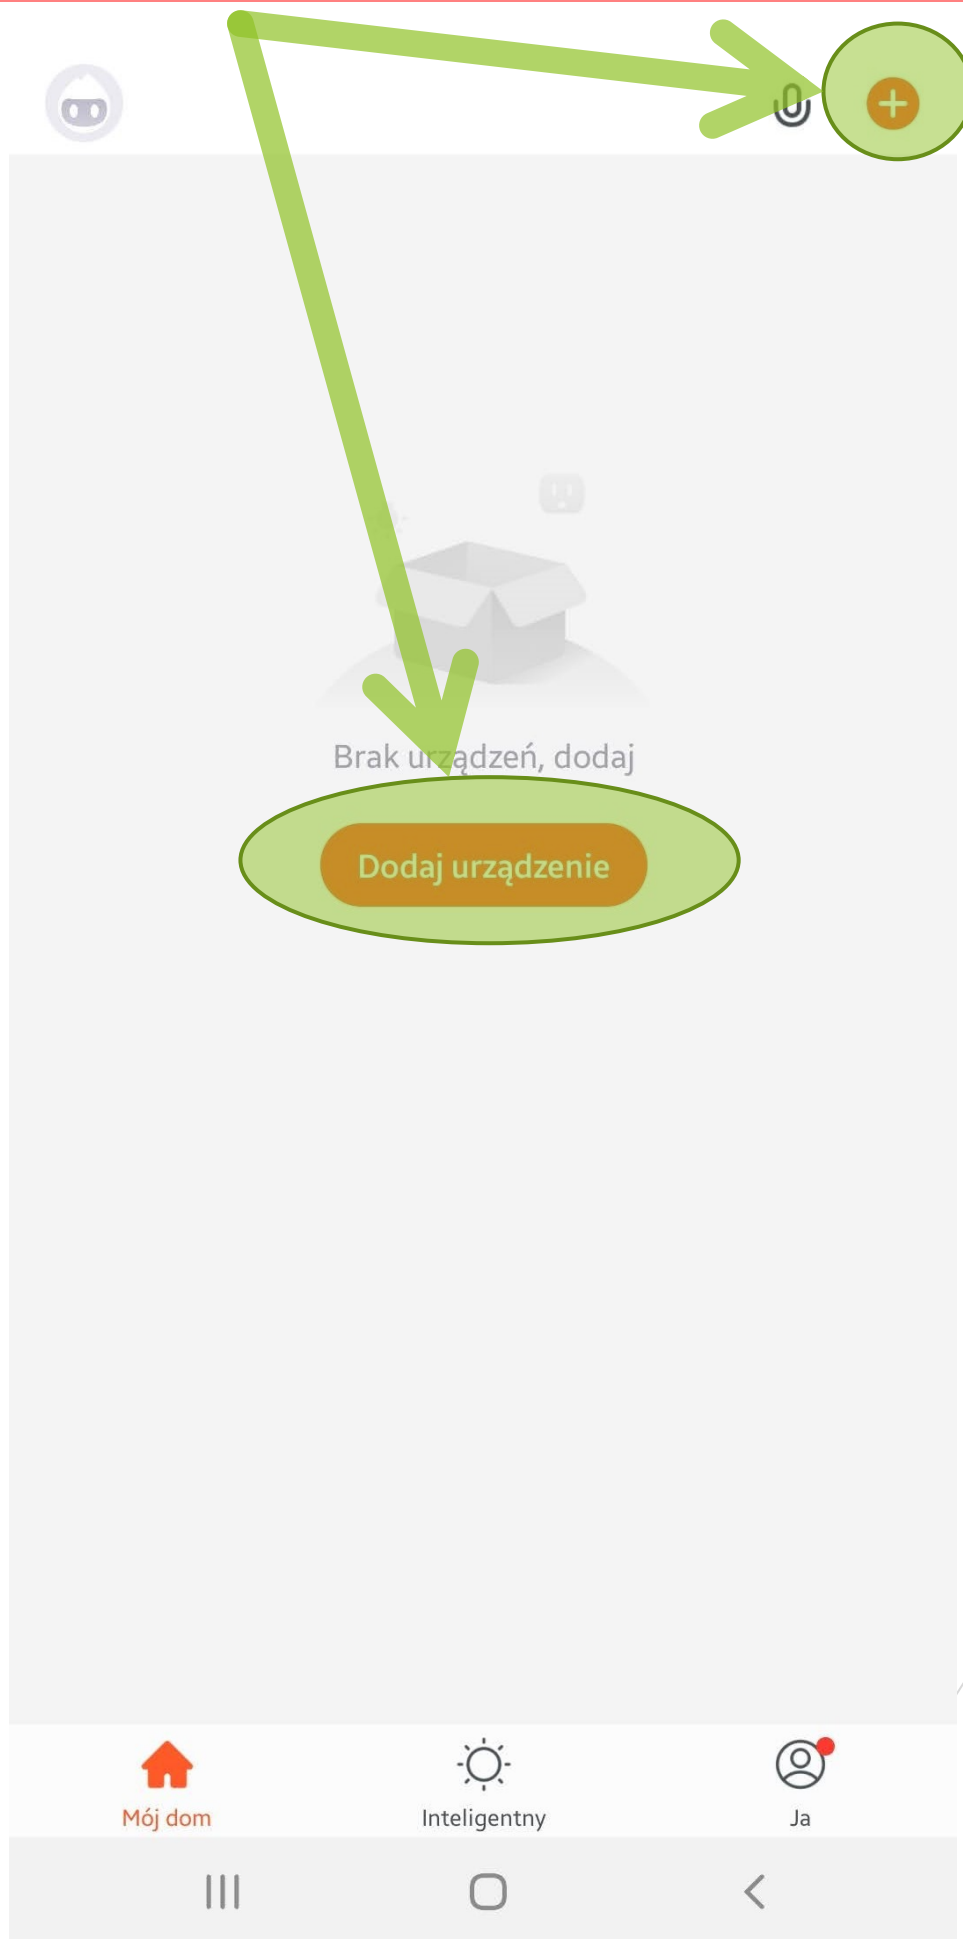 Brak urządzeń, dodaj
Dodaj urządzenie
Mój dom
Inteligentny
Ja